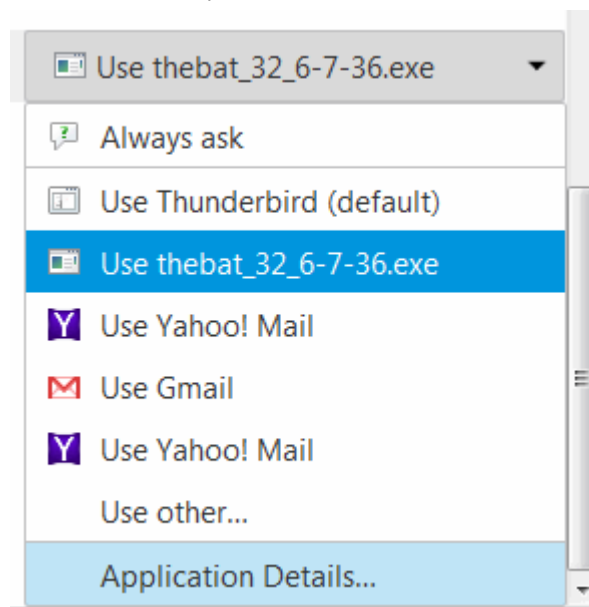 Use thebat_32_6-7-36.exe
Always ask
Use Thunderbird (default)
Use thebat_32_6-7-36.exe
Use Yahoo! Mail
Use Gmail
Use Yahoo! Mail
Use other...
Application Details...